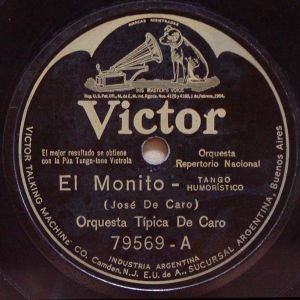 MARCAS REGISTRADAS
HIS MASTER'S VOICE
Victor
El mejor resultado se obtiene
con la Púa Tungs-tone Victrola
Orquesta
Repertorio Nacional
El Monito - TANGO
HUMORÍSTICO
(José De Caro)
Orquesta Típica De Caro
79569-A
INDUSTRIA ARGENTINA
VICTOR TALKING MACHINE CO. Camden, N.J. E.U. de A., SUCURSAL ARGENTINA, Buenos Aires